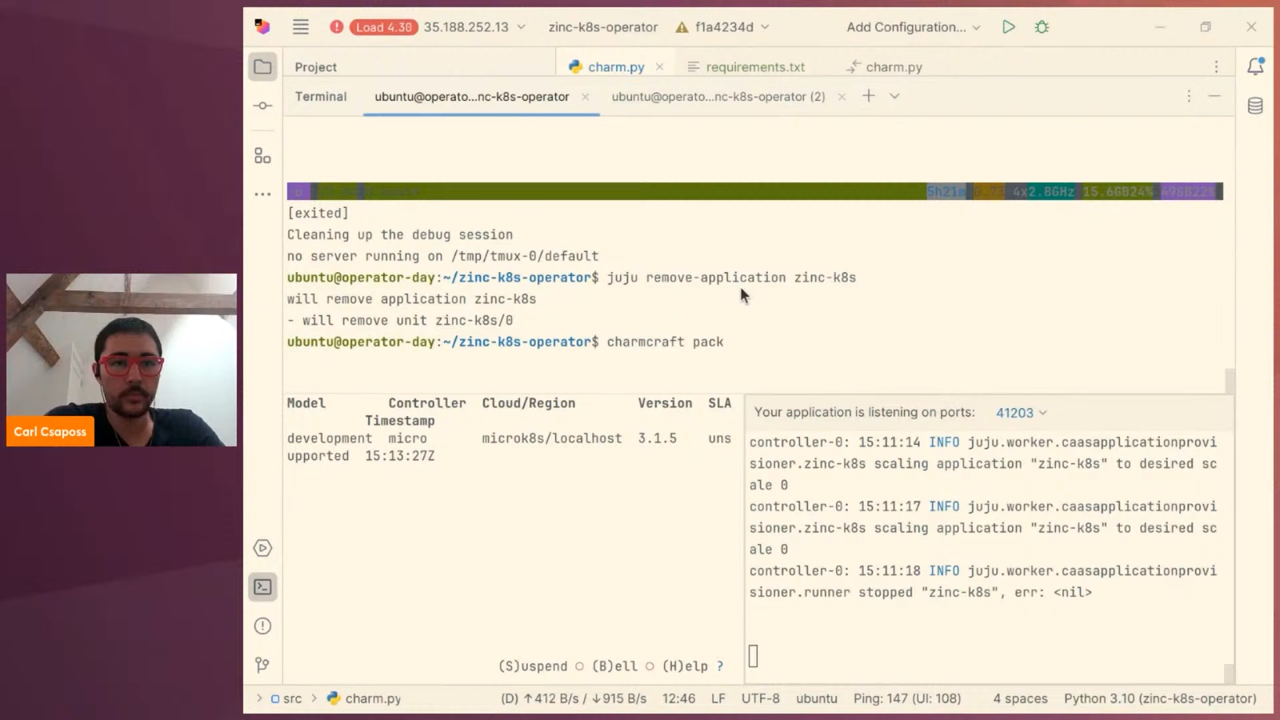 Load 4.30 35.188.252.13 zinc-k8s-operator f1a4234d Add Configuration...
Project charm.py requirements.txt charm.py
Terminal ubuntu@operato...nc-k8s-operator ubuntu@operato...nc-k8s-operator (2)
5h21m 4x2.8GHz 15.6GB24% 49GB22%
[exited]
Cleaning up the debug session
no server running on /tmp/tmux-0/default
ubuntu@operator-day:~/zinc-k8s-operator$ juju remove-application zinc-k8s
will remove application zinc-k8s
- will remove unit zinc-k8s/0
ubuntu@operator-day:~/zinc-k8s-operator$ charmcraft pack
Model Controller Cloud/Region Version SLA
Timestamp
development micro microk8s/localhost 3.1.5 uns
upported 15:13:27Z
(S)uspend (B)ell (H)elp ?
Your application is listening on ports: 41203
controller-0: 15:11:14 INFO juju.worker.caasapplicationprovi
sioner.zinc-k8s scaling application "zinc-k8s" to desired sc
ale 0
controller-0: 15:11:17 INFO juju.worker.caasapplicationprovi
sioner.zinc-k8s scaling application "zinc-k8s" to desired sc
ale 0
controller-0: 15:11:18 INFO juju.worker.caasapplicationprovi
sioner.runner stopped "zinc-k8s", err: <nil>
Carl Csaposs
src charm.py (D) ↑412 B/s / ↓915 B/s 12:46 LF UTF-8 ubuntu Ping: 147 (UI: 108) 4 spaces Python 3.10 (zinc-k8s-operator)